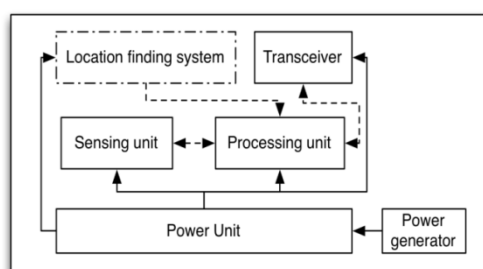 Location finding system
Transceiver
Sensing unit
Processing unit
Power Unit
Power
generator